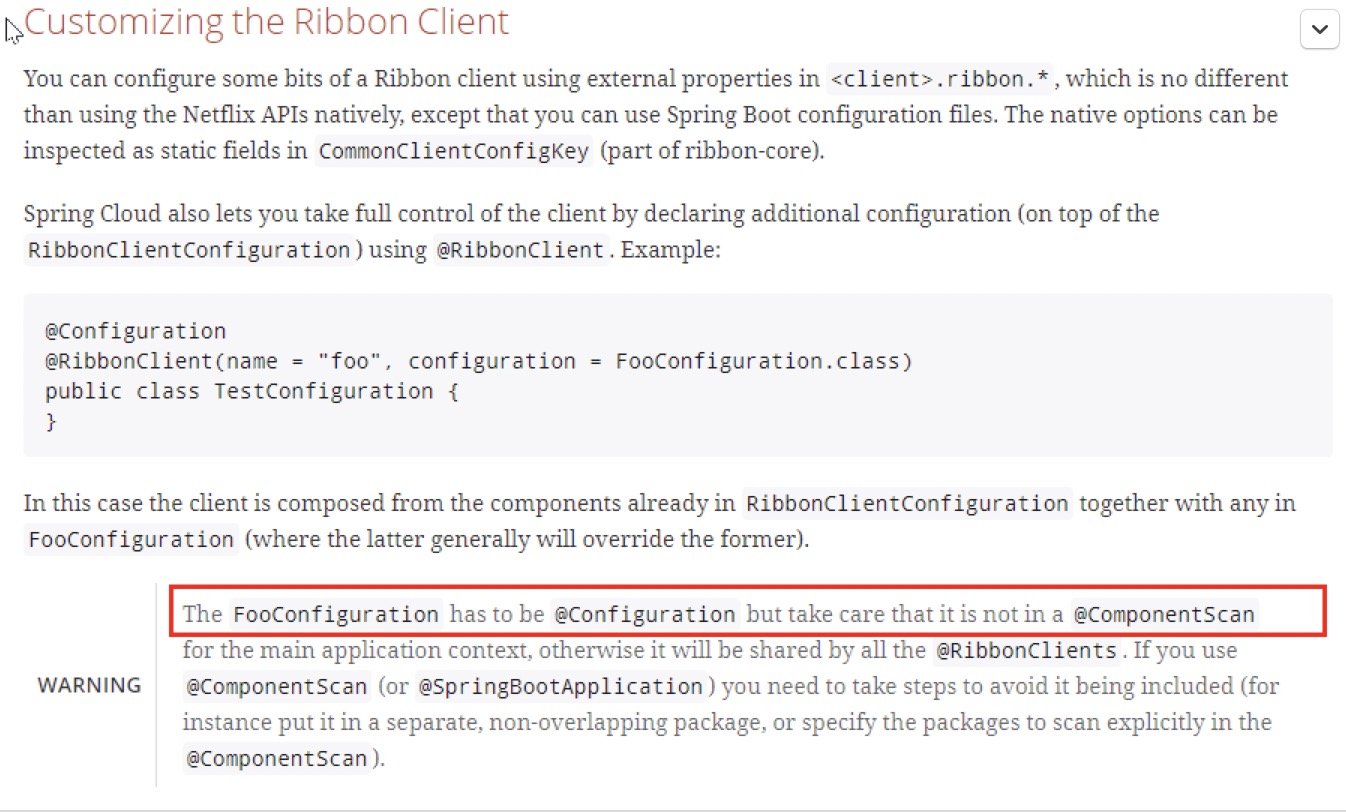 Customizing the Ribbon Client
You can configure some bits of a Ribbon client using external properties in <client>.ribbon.*, which is no different
than using the Netflix APIs natively, except that you can use Spring Boot configuration files. The native options can be
inspected as static fields in CommonClientConfigKey (part of ribbon-core).
Spring Cloud also lets you take full control of the client by declaring additional configuration (on top of the
RibbonClientConfiguration) using @RibbonClient. Example:
@Configuration
@RibbonClient(name = "foo", configuration = FooConfiguration.class)
public class TestConfiguration {
}
In this case the client is composed from the components already in RibbonClientConfiguration together with any in
FooConfiguration (where the latter generally will override the former).
The FooConfiguration has to be @Configuration but take care that it is not in a @ComponentScan
for the main application context, otherwise it will be shared by all the @RibbonClients. If you use
WARNING @ComponentScan (or @SpringBootApplication) you need to take steps to avoid it being included (for
instance put it in a separate, non-overlapping package, or specify the packages to scan explicitly in the
@ComponentScan).